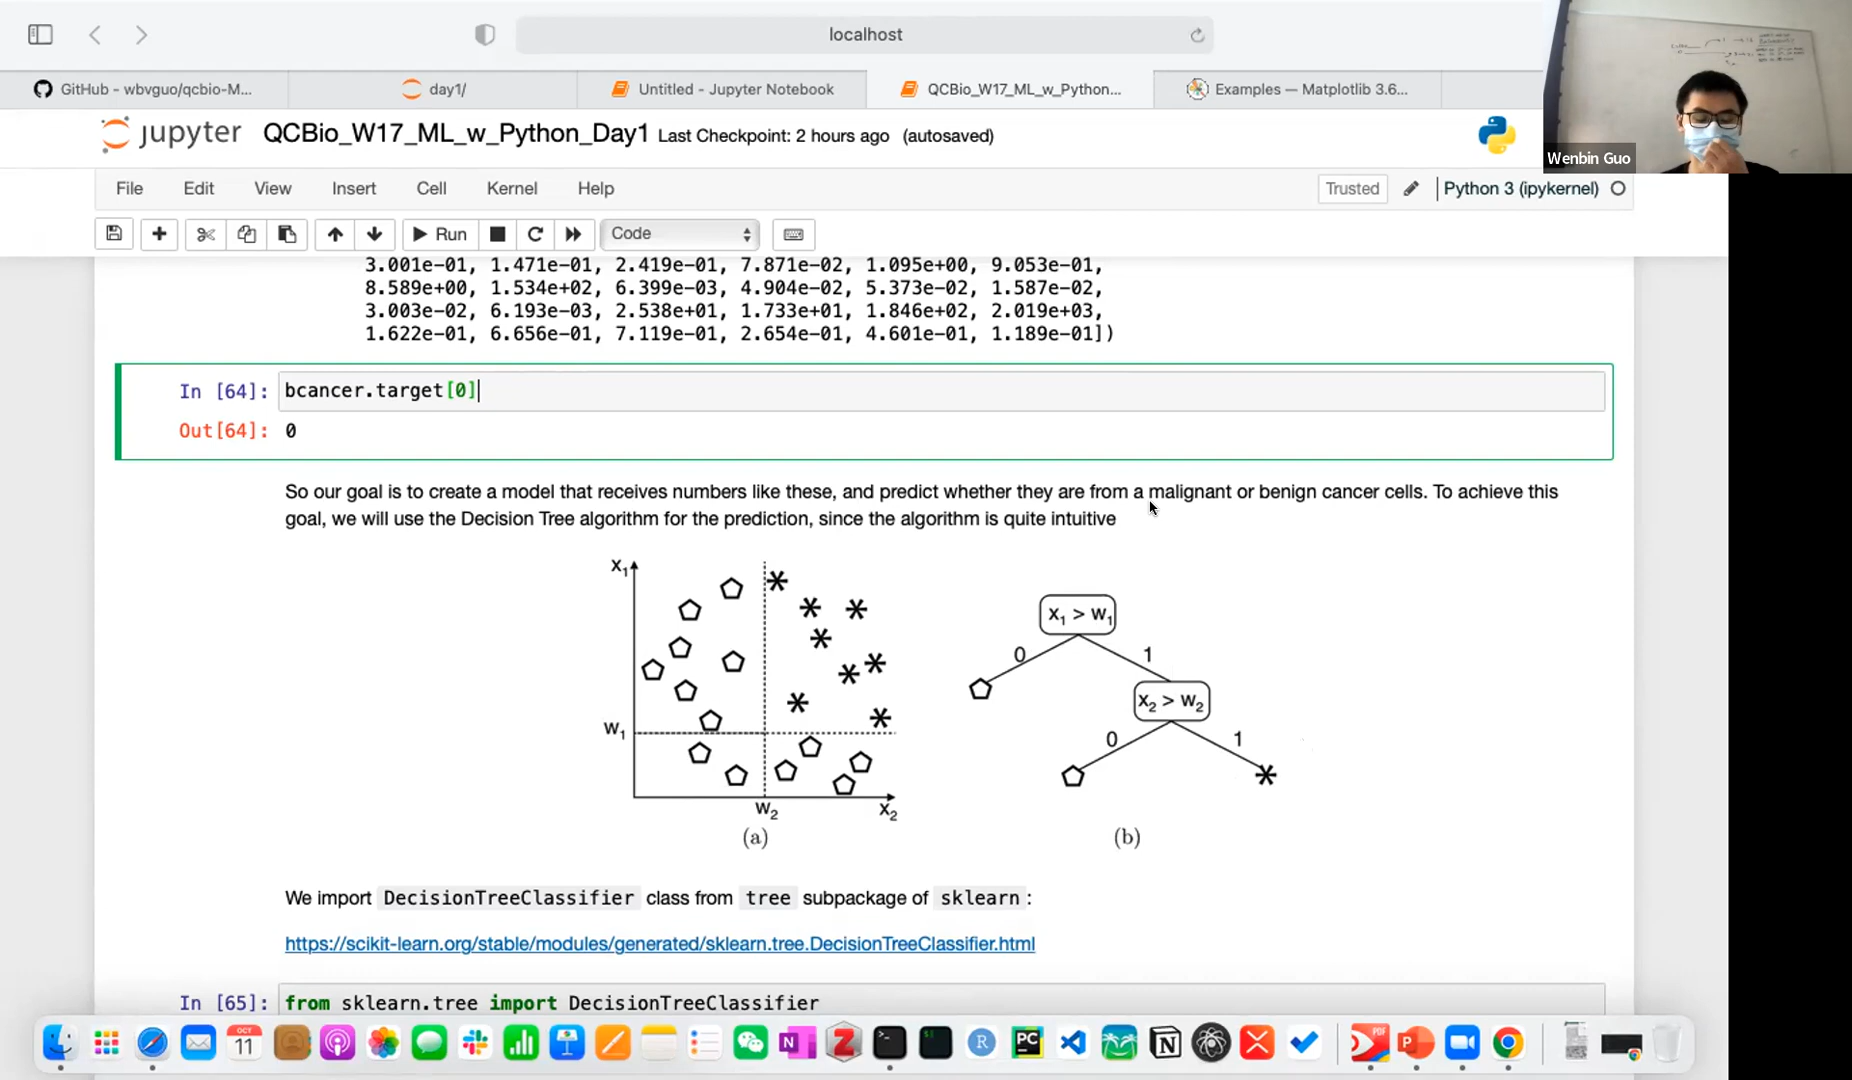 localhost
GitHub - wbvguo/qcbio-M...
day1/
Untitled - Jupyter Notebook
QCBio_W17_ML_w_Python...
Examples — Matplotlib 3.6...
Wenbin Guo
jupyter QCBio_W17_ML_w_Python_Day1 Last Checkpoint: 2 hours ago (autosaved)
File Edit View Insert Cell Kernel Help Trusted Python 3 (ipykernel)
Run Code
3.001e-01, 1.471e-01, 2.419e-01, 7.871e-02, 1.095e+00, 9.053e-01,
8.589e+00, 1.534e+02, 6.399e-03, 4.904e-02, 5.373e-02, 1.587e-02,
3.003e-02, 6.193e-03, 2.538e+01, 1.733e+01, 1.846e+02, 2.019e+03,
1.622e-01, 6.656e-01, 7.119e-01, 2.654e-01, 4.601e-01, 1.189e-01])
In [64]: bcancer.target[0]
Out[64]: 0
So our goal is to create a model that receives numbers like these, and predict whether they are from a malignant or benign cancer cells. To achieve this
goal, we will use the Decision Tree algorithm for the prediction, since the algorithm is quite intuitive
x1
w1
w2
x2
(a)
x1 > w1
0 1
x2 > w2
0 1
(b)
We import DecisionTreeClassifier class from tree subpackage of sklearn :
https://scikit-learn.org/stable/modules/generated/sklearn.tree.DecisionTreeClassifier.html
In [65]: from sklearn.tree import DecisionTreeClassifier
OCT
11
N
Z
R
PC
PDF
P